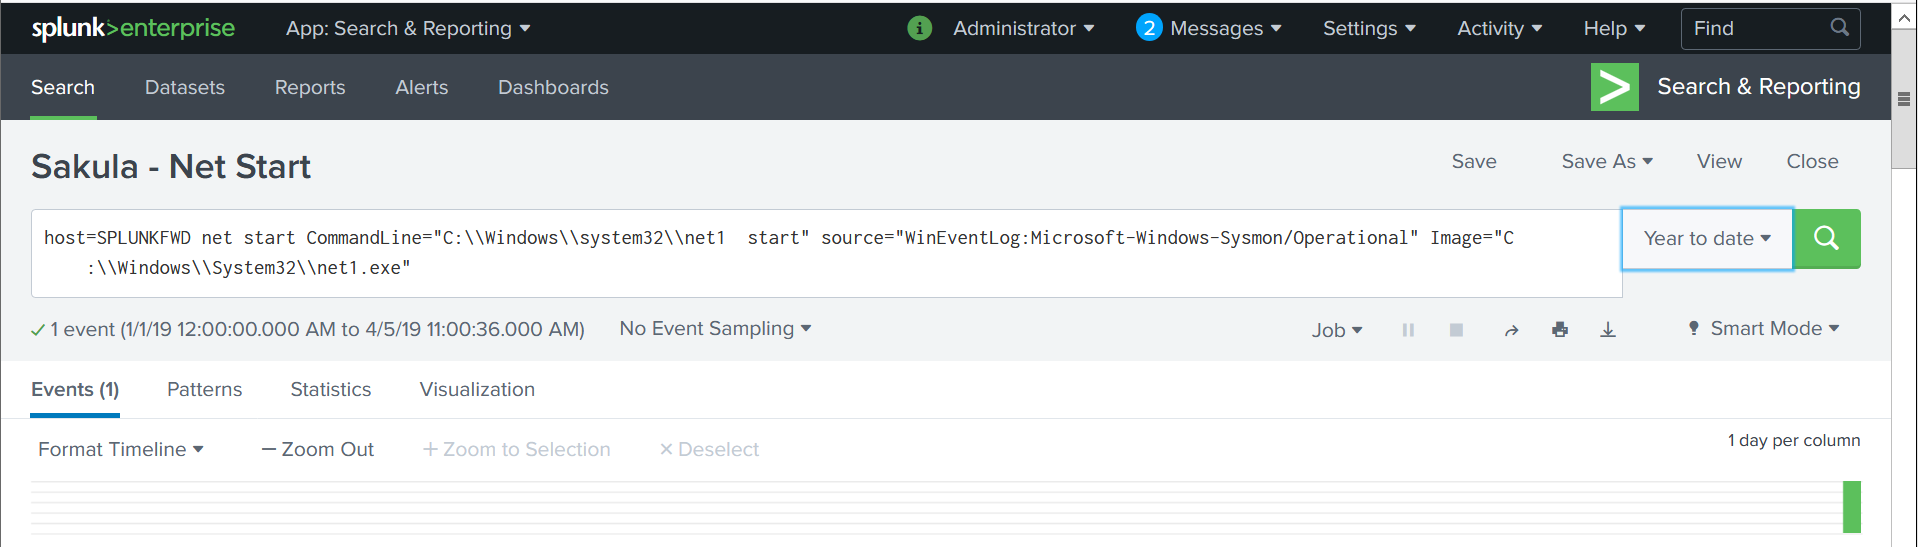 splunk>enterprise App: Search & Reporting i Administrator 2 Messages Settings Activity Help Find
Search Datasets Reports Alerts Dashboards > Search & Reporting
Sakula - Net Start Save Save As View Close
host=SPLUNKFWD net start CommandLine="C:\\Windows\\system32\\net1  start" source="WinEventLog:Microsoft-Windows-Sysmon/Operational" Image="C
:\\Windows\\System32\\net1.exe"
Year to date
1 event (1/1/19 12:00:00.000 AM to 4/5/19 11:00:36.000 AM) No Event Sampling Job Smart Mode
Events (1) Patterns Statistics Visualization
Format Timeline — Zoom Out + Zoom to Selection × Deselect 1 day per column